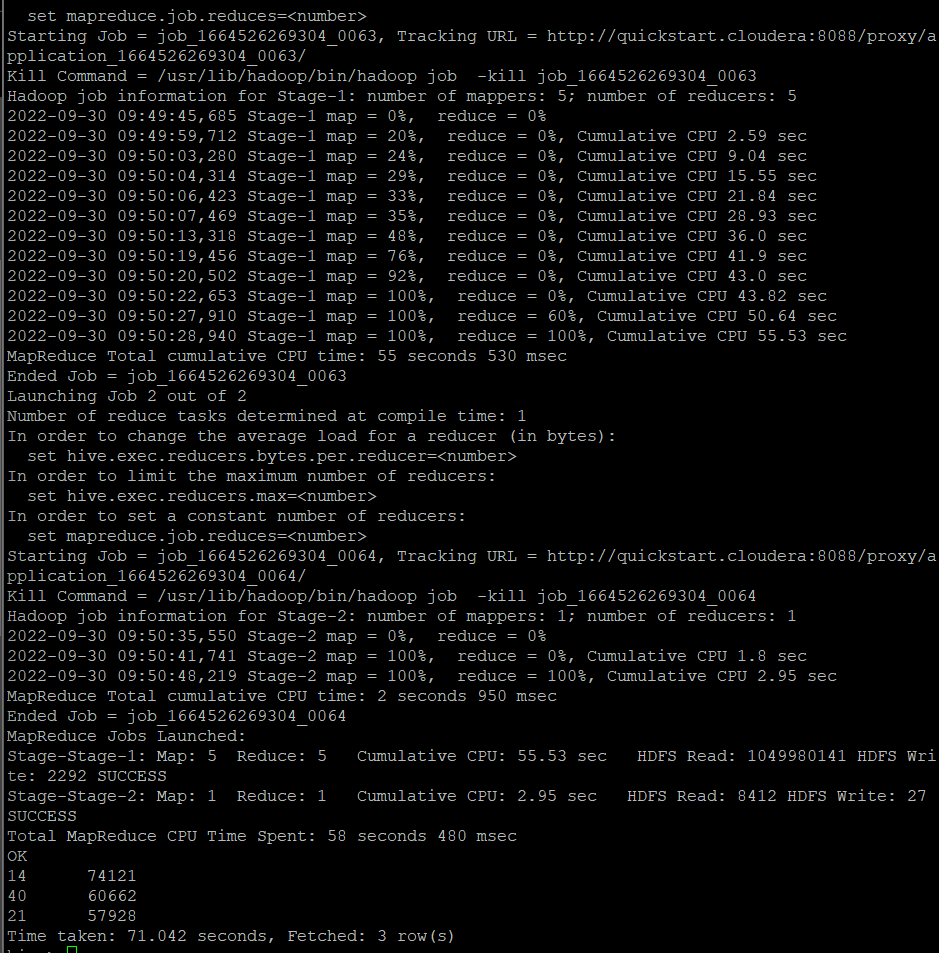 set mapreduce.job.reduces=<number>
Starting Job = job_1664526269304_0063, Tracking URL = http://quickstart.cloudera:8088/proxy/a
pplication_1664526269304_0063/
Kill Command = /usr/lib/hadoop/bin/hadoop job  -kill job_1664526269304_0063
Hadoop job information for Stage-1: number of mappers: 5; number of reducers: 5
2022-09-30 09:49:45,685 Stage-1 map = 0%,  reduce = 0%
2022-09-30 09:49:59,712 Stage-1 map = 20%,  reduce = 0%, Cumulative CPU 2.59 sec
2022-09-30 09:50:03,280 Stage-1 map = 24%,  reduce = 0%, Cumulative CPU 9.04 sec
2022-09-30 09:50:04,314 Stage-1 map = 29%,  reduce = 0%, Cumulative CPU 15.55 sec
2022-09-30 09:50:06,423 Stage-1 map = 33%,  reduce = 0%, Cumulative CPU 21.84 sec
2022-09-30 09:50:07,469 Stage-1 map = 35%,  reduce = 0%, Cumulative CPU 28.93 sec
2022-09-30 09:50:13,318 Stage-1 map = 48%,  reduce = 0%, Cumulative CPU 36.0 sec
2022-09-30 09:50:19,456 Stage-1 map = 76%,  reduce = 0%, Cumulative CPU 41.9 sec
2022-09-30 09:50:20,502 Stage-1 map = 92%,  reduce = 0%, Cumulative CPU 43.0 sec
2022-09-30 09:50:22,653 Stage-1 map = 100%,  reduce = 0%, Cumulative CPU 43.82 sec
2022-09-30 09:50:27,910 Stage-1 map = 100%,  reduce = 60%, Cumulative CPU 50.64 sec
2022-09-30 09:50:28,940 Stage-1 map = 100%,  reduce = 100%, Cumulative CPU 55.53 sec
MapReduce Total cumulative CPU time: 55 seconds 530 msec
Ended Job = job_1664526269304_0063
Launching Job 2 out of 2
Number of reduce tasks determined at compile time: 1
In order to change the average load for a reducer (in bytes):
  set hive.exec.reducers.bytes.per.reducer=<number>
In order to limit the maximum number of reducers:
  set hive.exec.reducers.max=<number>
In order to set a constant number of reducers:
  set mapreduce.job.reduces=<number>
Starting Job = job_1664526269304_0064, Tracking URL = http://quickstart.cloudera:8088/proxy/a
pplication_1664526269304_0064/
Kill Command = /usr/lib/hadoop/bin/hadoop job  -kill job_1664526269304_0064
Hadoop job information for Stage-2: number of mappers: 1; number of reducers: 1
2022-09-30 09:50:35,550 Stage-2 map = 0%,  reduce = 0%
2022-09-30 09:50:41,741 Stage-2 map = 100%,  reduce = 0%, Cumulative CPU 1.8 sec
2022-09-30 09:50:48,219 Stage-2 map = 100%,  reduce = 100%, Cumulative CPU 2.95 sec
MapReduce Total cumulative CPU time: 2 seconds 950 msec
Ended Job = job_1664526269304_0064
MapReduce Jobs Launched:
Stage-Stage-1: Map: 5  Reduce: 5   Cumulative CPU: 55.53 sec   HDFS Read: 1049980141 HDFS Wri
te: 2292 SUCCESS
Stage-Stage-2: Map: 1  Reduce: 1   Cumulative CPU: 2.95 sec   HDFS Read: 8412 HDFS Write: 27
SUCCESS
Total MapReduce CPU Time Spent: 58 seconds 480 msec
OK
14      74121
40      60662
21      57928
Time taken: 71.042 seconds, Fetched: 3 row(s)